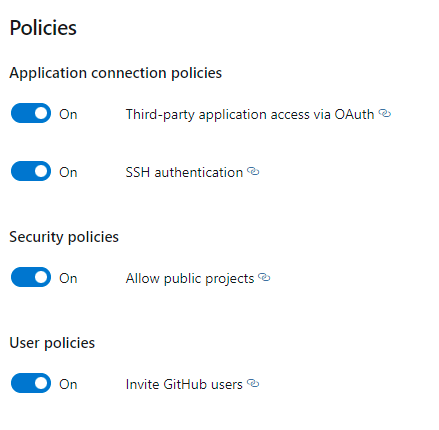 Policies
Application connection policies
On Third-party application access via OAuth
On SSH authentication
Security policies
On Allow public projects
User policies
On Invite GitHub users